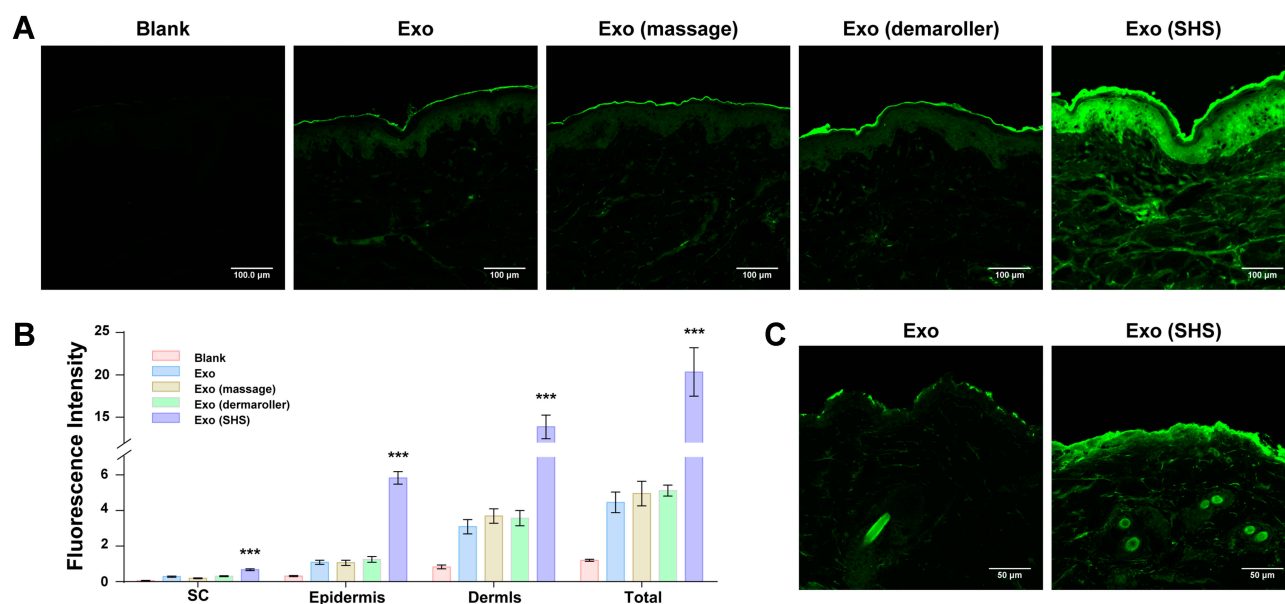 A
Blank
Exo
Exo (massage)
Exo (demaroller)
Exo (SHS)
100.0 µm
100 µm
100 µm
100 µm
100 µm
B
Fluorescence Intensity
25
20
15
6
4
2
0
Blank
Exo
Exo (massage)
Exo (dermaroller)
Exo (SHS)
***
***
***
***
SC
Epidermis
Dermls
Total
C
Exo
Exo (SHS)
50 µm
50 µm